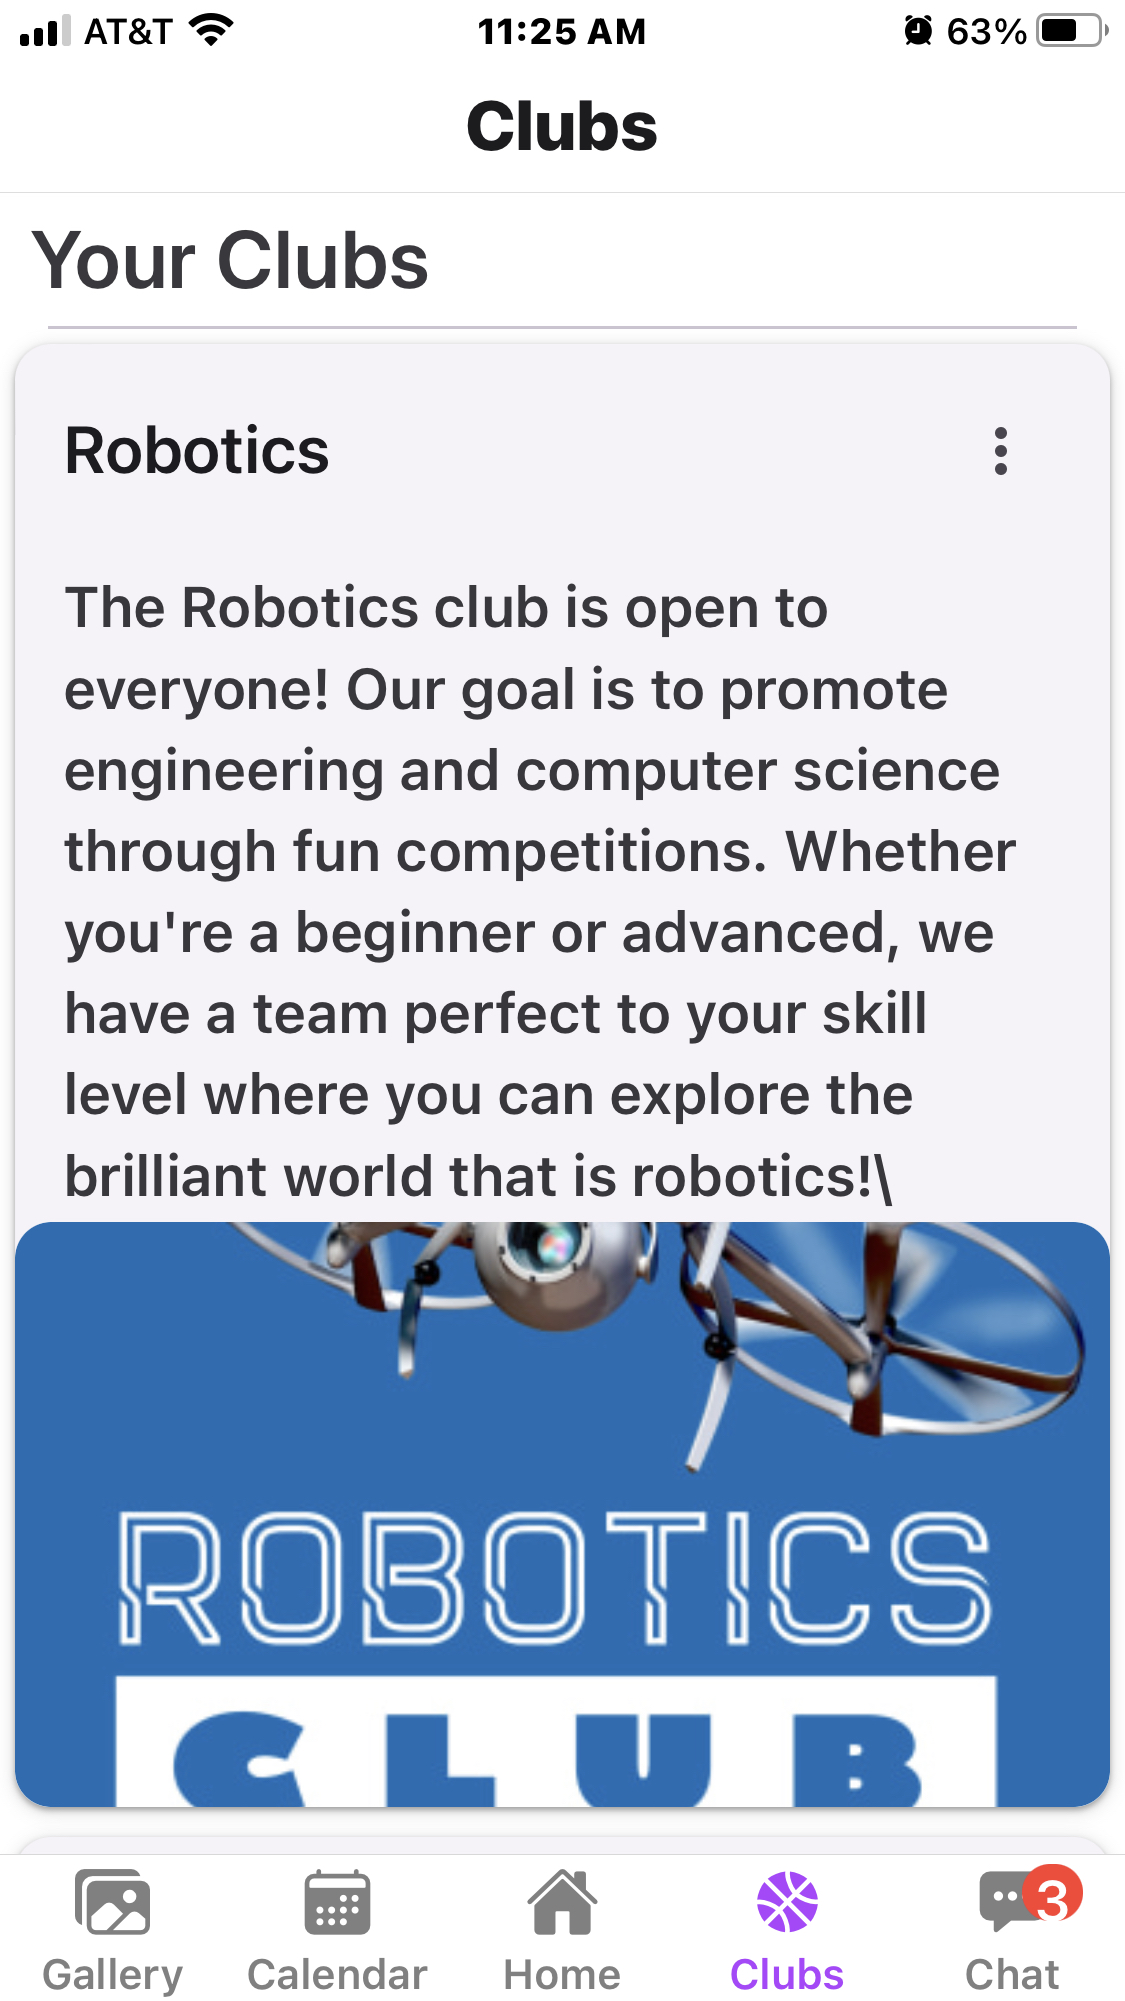 AT&T 11:25 AM 63%
Clubs
Your Clubs
Robotics
The Robotics club is open to
everyone! Our goal is to promote
engineering and computer science
through fun competitions. Whether
you're a beginner or advanced, we
have a team perfect to your skill
level where you can explore the
brilliant world that is robotics!\
ROBOTICS
CLUB
3
Gallery Calendar Home Clubs Chat